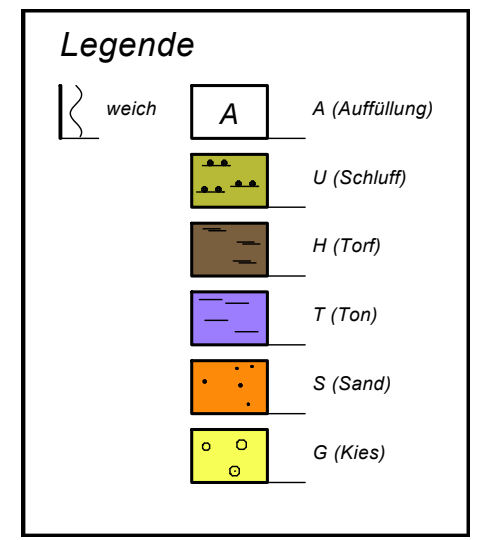 Legende
weich
A
A (Auffüllung)
U (Schluff)
H (Torf)
T (Ton)
S (Sand)
G (Kies)